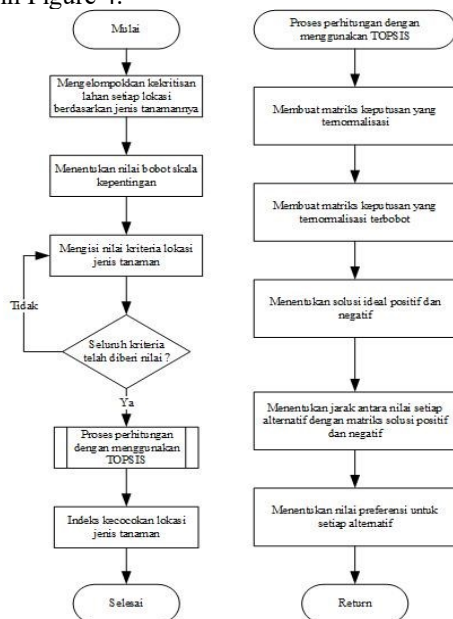 in Figure 4.
Mulai
Mengelompokkan kekritisan
lahan setiap lokasi
berdasarkan jenis tanamannya
Menentukan nilai bobot skala
kepentingan
Mengisi nilai kriteria lokasi
jenis tanaman
Tidak
Seluruh kriteria
telah diberi nilai ?
Ya
Proses perhitungan
dengan menggunakan
TOPSIS
Indeks kecocokan lokasi
jenis tanaman
Selesai
Proses perhitungan dengan
menggunakan TOPSIS
Membuat matriks keputusan yang
ternormalisasi
Membuat matriks keputusan yang
ternormalisasi terbobot
Menentukan solusi ideal positif dan
negatif
Menentukan jarak antara nilai setiap
alternatif dengan matriks solusi positif
dan negatif
Menentukan nilai preferensi untuk
setiap alternatif
Return